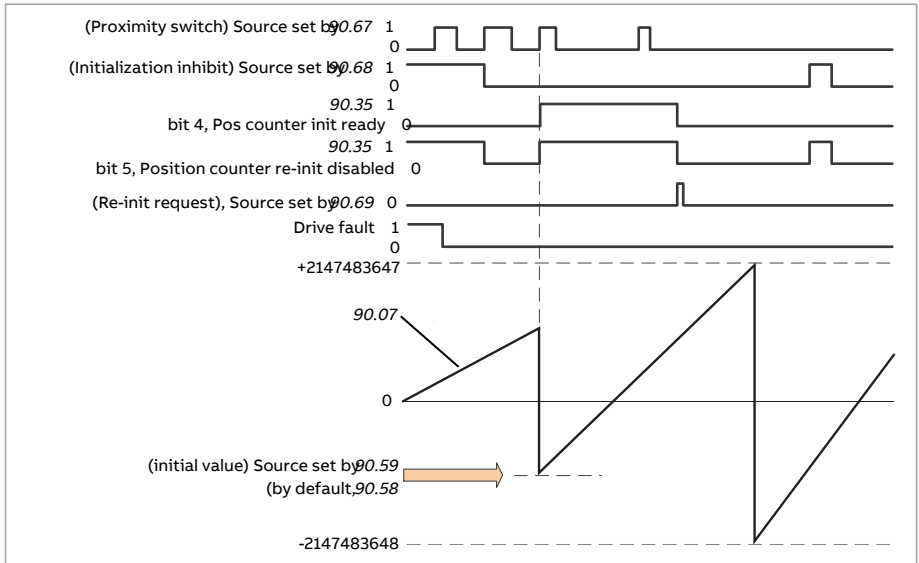 (Proximity switch) Source set by 90.67 1
0
(Initialization inhibit) Source set by 90.68 1
0
90.35 1
bit 4, Pos counter init ready 0
90.35 1
bit 5, Position counter re-init disabled 0
(Re-init request), Source set by 90.69 0
Drive fault 1
0
+2147483647
90.07
0
(initial value) Source set by 90.59
(by default, 90.58
-2147483648